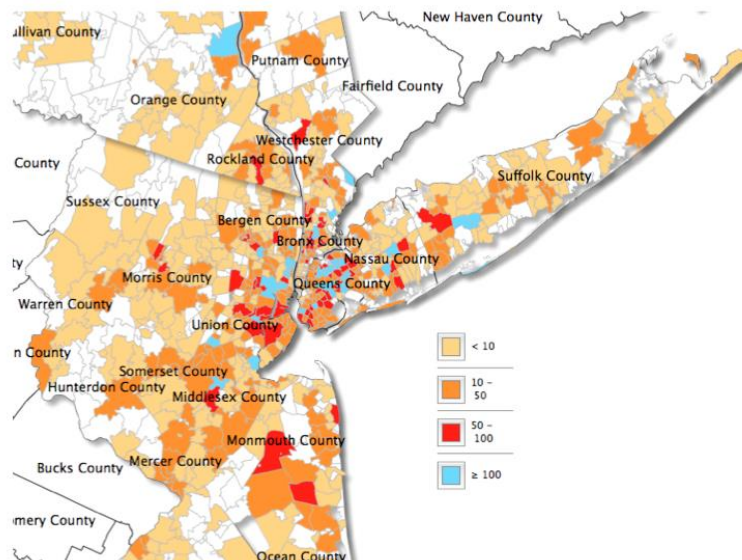 New Haven County
ullivan County
Putnam County
Fairfield County
Orange County
Westchester County
County
Rockland County
Suffolk County
Sussex County
Bergen County
Bronx County
ty
Nassau County
Morris County
Queens County
Warren County
Union County
n County
Somerset County
Hunterdon County
Middlesex County
Monmouth County
Mercer County
Bucks County
omery County
Ocean County
< 10
10 –
50
50 –
100
≥ 100